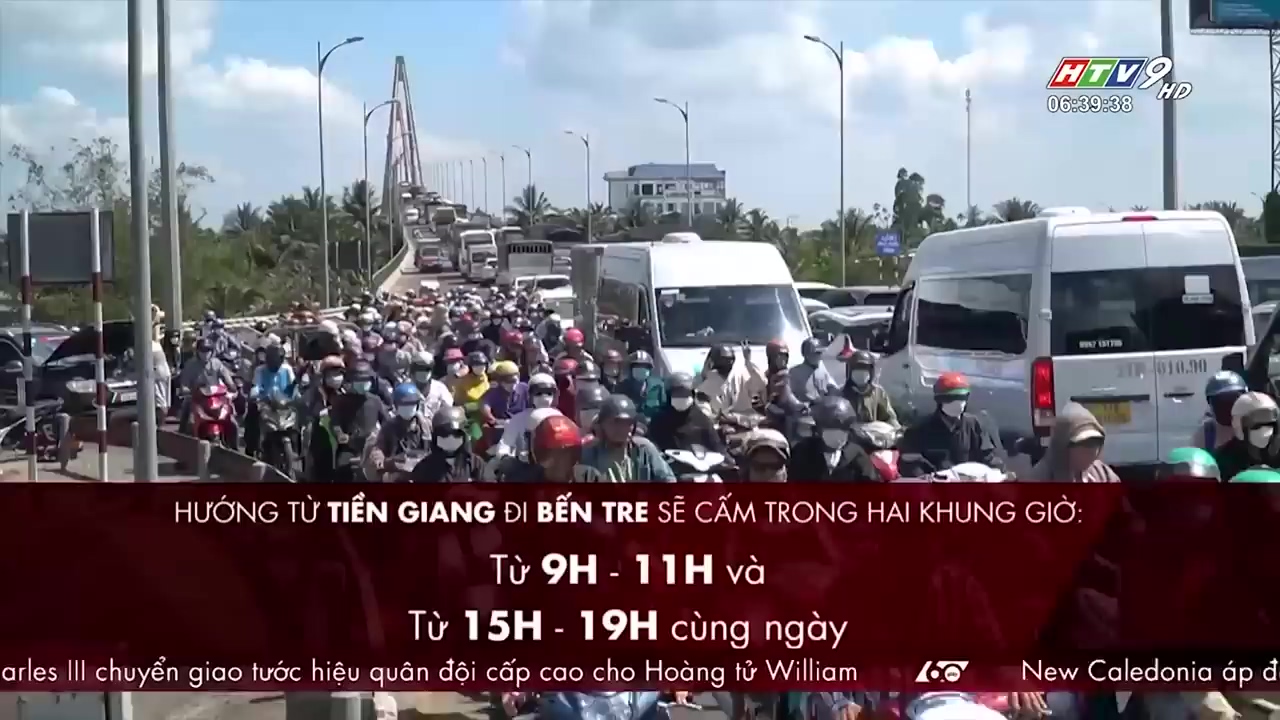 HTV9
HD
06:39:38
HƯỚNG TỪ TIỀN GIANG ĐI BẾN TRE SẼ CẤM TRONG HAI KHUNG GIỜ:
Từ 9H - 11H và
Từ 15H - 19H cùng ngày
arles III chuyển giao tước hiệu quân đội cấp cao cho Hoàng tử William
60 New Caledonia áp đ